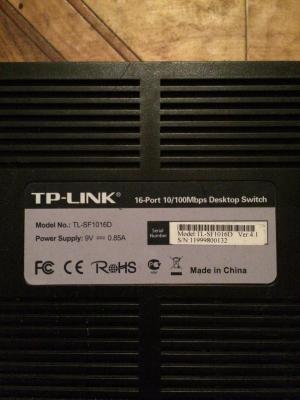 TP-LINK® 16-Port 10/100Mbps Desktop Switch
Model No.: TL-SF1016D
Power Supply: 9V ⎓ 0.85A
Serial Number
Model:TL-SF1016D Ver:4.1
S/N:11999800132
FC CE RoHS
Made in China